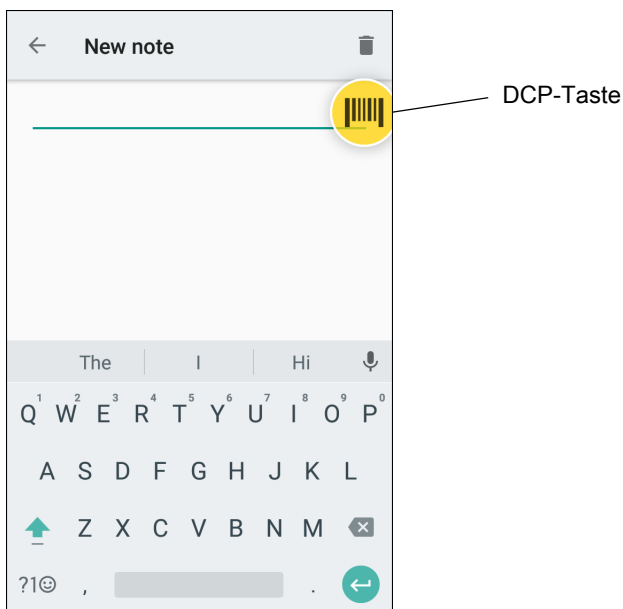 New note
DCP-Taste
The I Hi
1 2 3 4 5 6 7 8 9 0
Q W E R T Y U I O P
A S D F G H J K L
Z X C V B N M
?1☺ , .